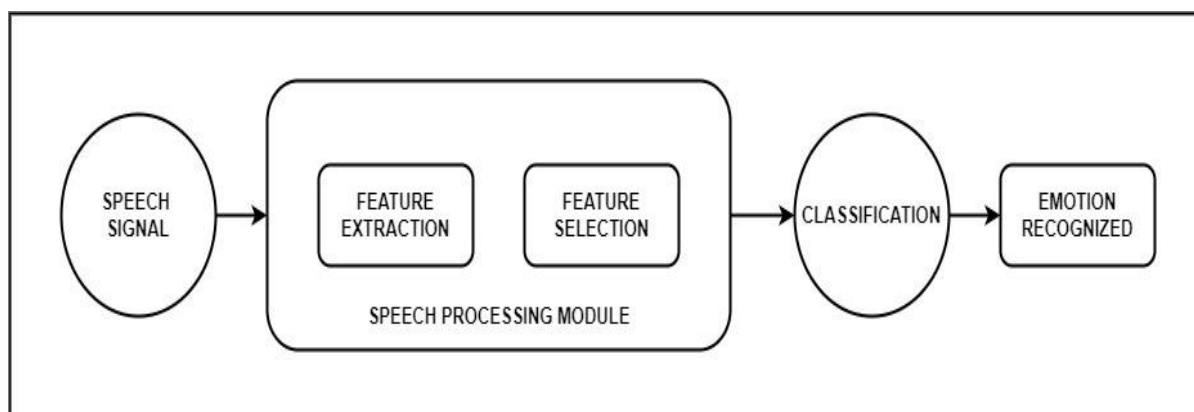 SPEECH
SIGNAL
FEATURE
EXTRACTION
FEATURE
SELECTION
SPEECH PROCESSING MODULE
CLASSIFICATION
EMOTION
RECOGNIZED